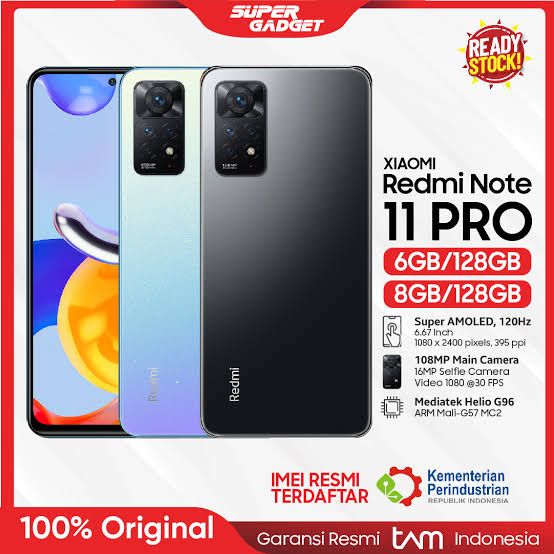 SUPER
GADGET
READY
STOCK!
XIAOMI
Redmi Note
11 PRO
6GB/128GB
8GB/128GB
Super AMOLED, 120Hz
6.67 Inch
1080 x 2400 pixels, 395 ppi
108MP Main Camera
16MP Selfie Camera
Video 1080 @30 FPS
Mediatek Helio G96
ARM Mali-G57 MC2
108MP
108MP
Redmi
Redmi
IMEI RESMI
TERDAFTAR
Kementerian
Perindustrian
REPUBLIK INDONESIA
100% Original
Garansi Resmi tam Indonesia